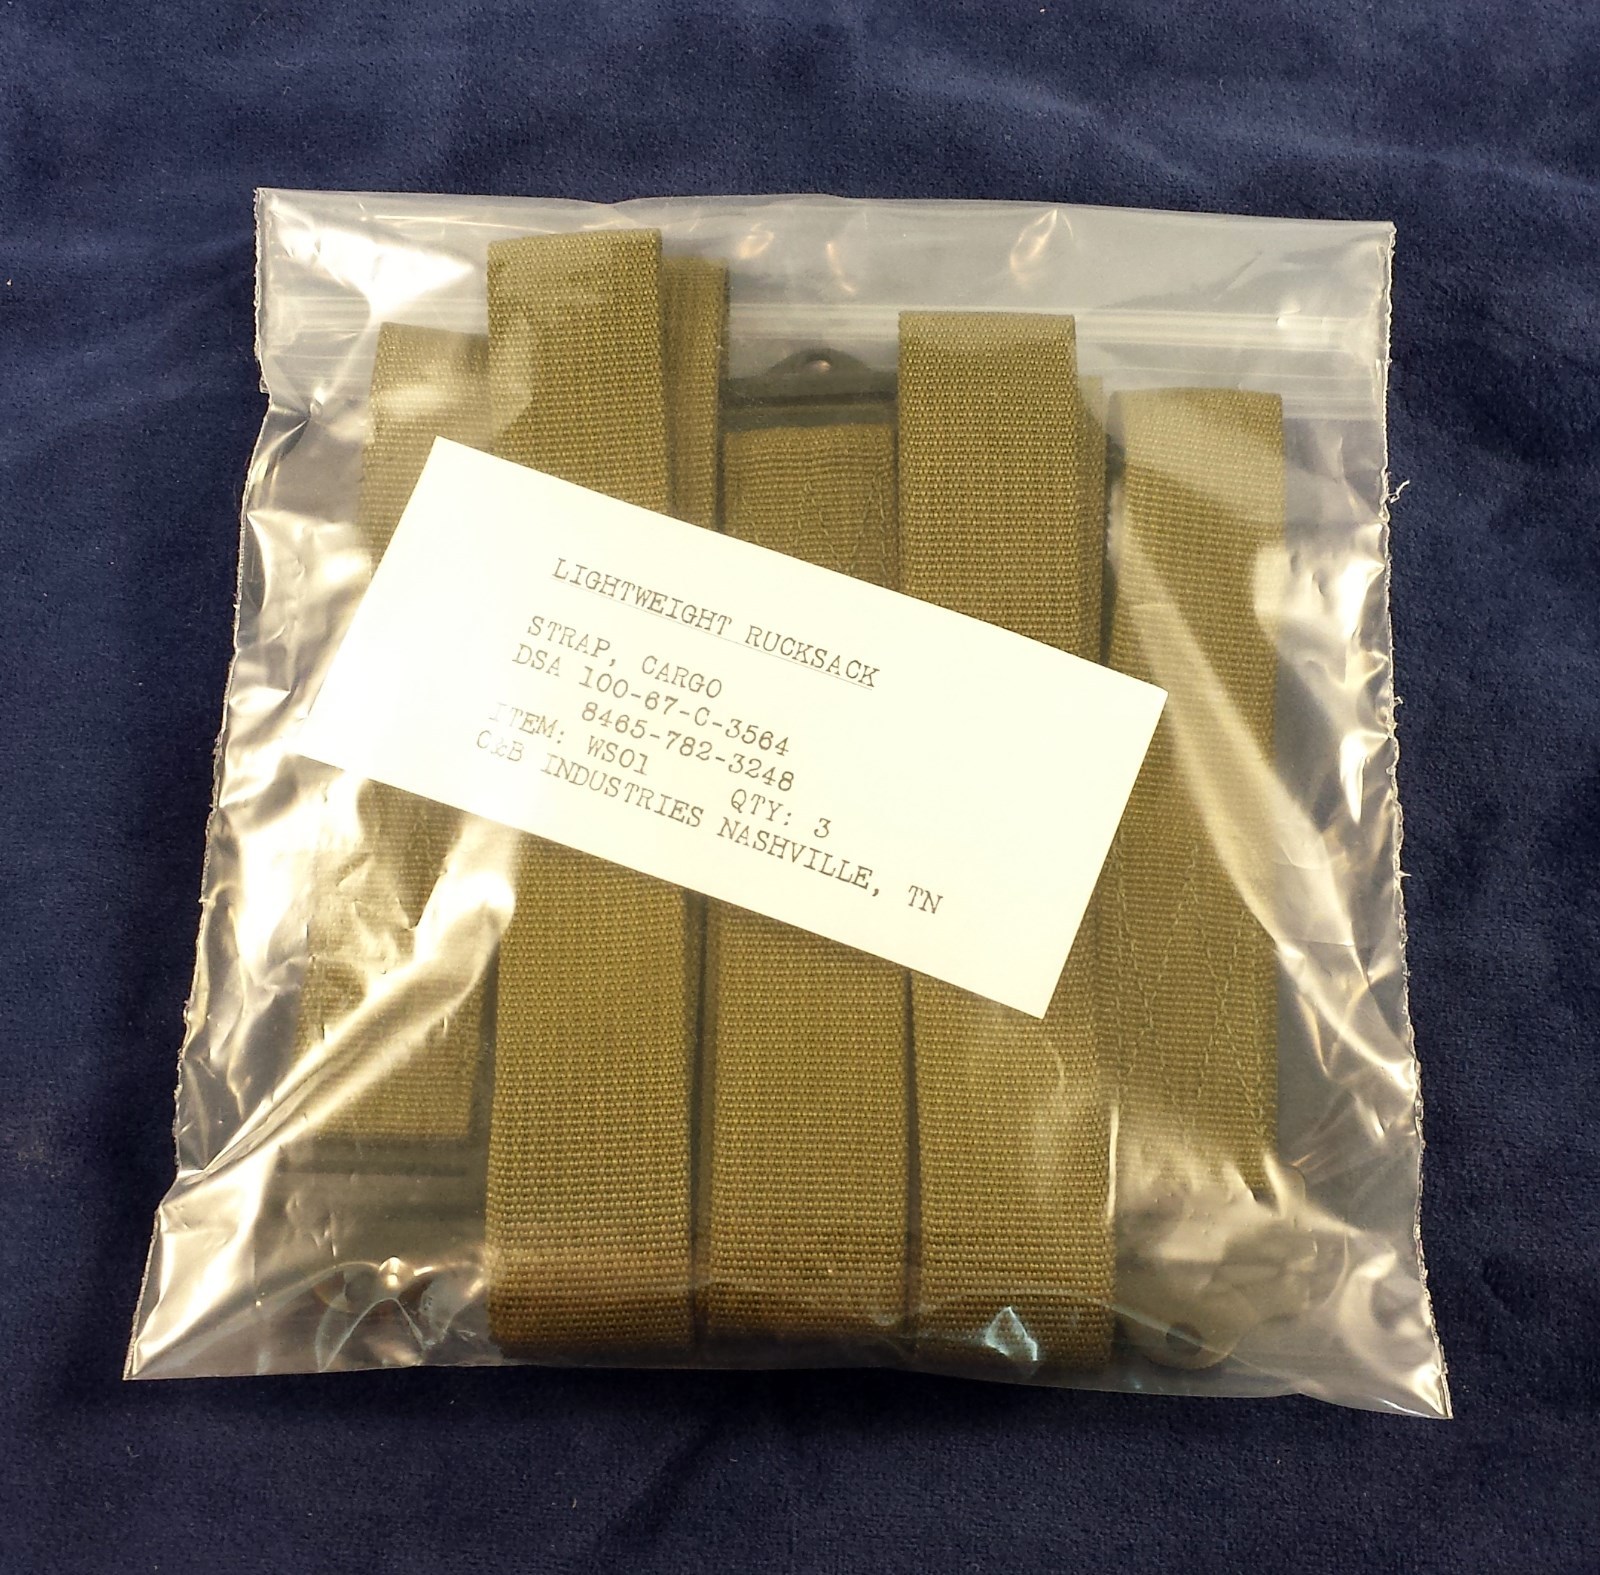 LIGHTWEIGHT RUCKSACK
STRAP, CARGO
DSA 100-67-C-3564
8465-782-3248
ITEM: WS01 QTY: 3
C&B INDUSTRIES NASHVILLE, TN